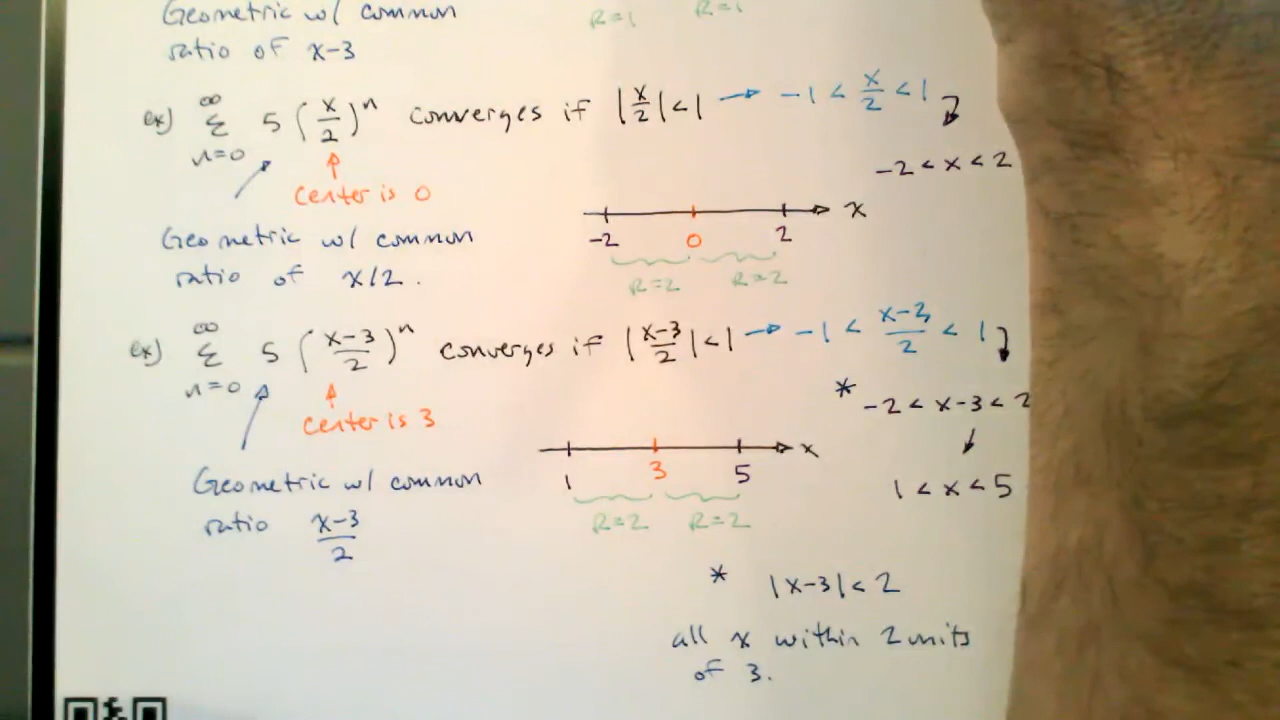 Geometric w/ common
ratio of x-3
R=1 R=1
ex) ∞ Σ n=0 5 (x/2)^n converges if |x/2| < 1 → -1 < x/2 < 1
-2 < x < 2
center is 0
Geometric w/ common
ratio of x/2.
-2 0 2 x
R=2 R=2
ex) ∞ Σ n=0 5 ((x-3)/2)^n converges if |(x-3)/2| < 1 → -1 < (x-3)/2 < 1
* -2 < x-3 < 2
center is 3
1 < x < 5
Geometric w/ common
ratio (x-3)/2
1 3 5 x
R=2 R=2
* |x-3| < 2
all x within 2 units
of 3.